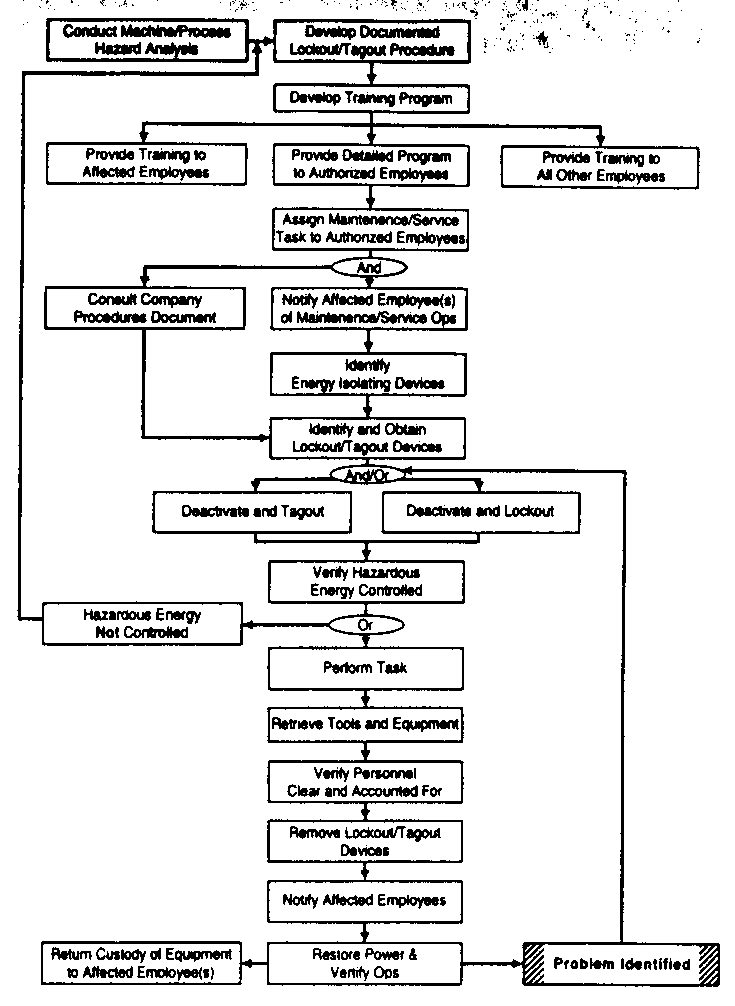 Conduct Machine/Process
Hazard Analysis
Develop Documented
Lockout/Tagout Procedure
Develop Training Program
Provide Training to
Affected Employees
Provide Detailed Program
to Authorized Employees
Provide Training to
All Other Employees
Assign Maintenence/Service
Task to Authorized Employees
And
Consult Company
Procedures Document
Notify Affected Employee(s)
of Maintenance/Service Ops
Identify
Energy Isolating Devices
Identify and Obtain
Lockout/Tagout Devices
And/Or
Deactivate and Tagout
Deactivate and Lockout
Verify Hazardous
Energy Controlled
Hazardous Energy
Not Controlled
Or
Perform Task
Retrieve Tools and Equipment
Verify Personnel
Clear and Accounted For
Remove Lockout/Tagout
Devices
Notify Affected Employees
Return Custody of Equipment
to Affected Employee(s)
Restore Power &
Verify Ops
Problem Identified